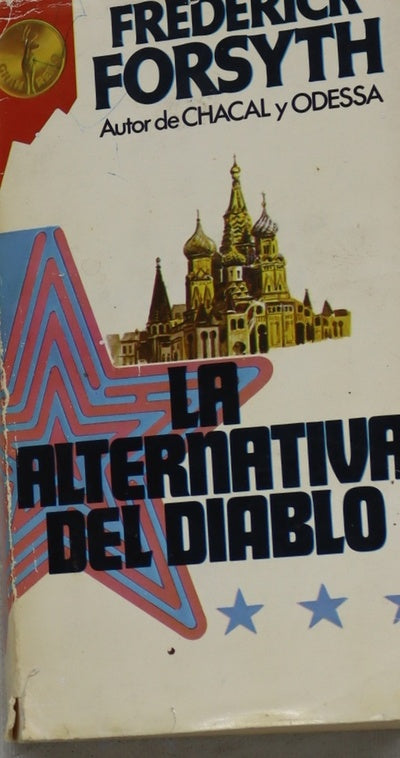 FREDERICK
FORSYTH
Autor de CHACAL y ODESSA
LA
ALTERNATIVA
DEL DIABLO